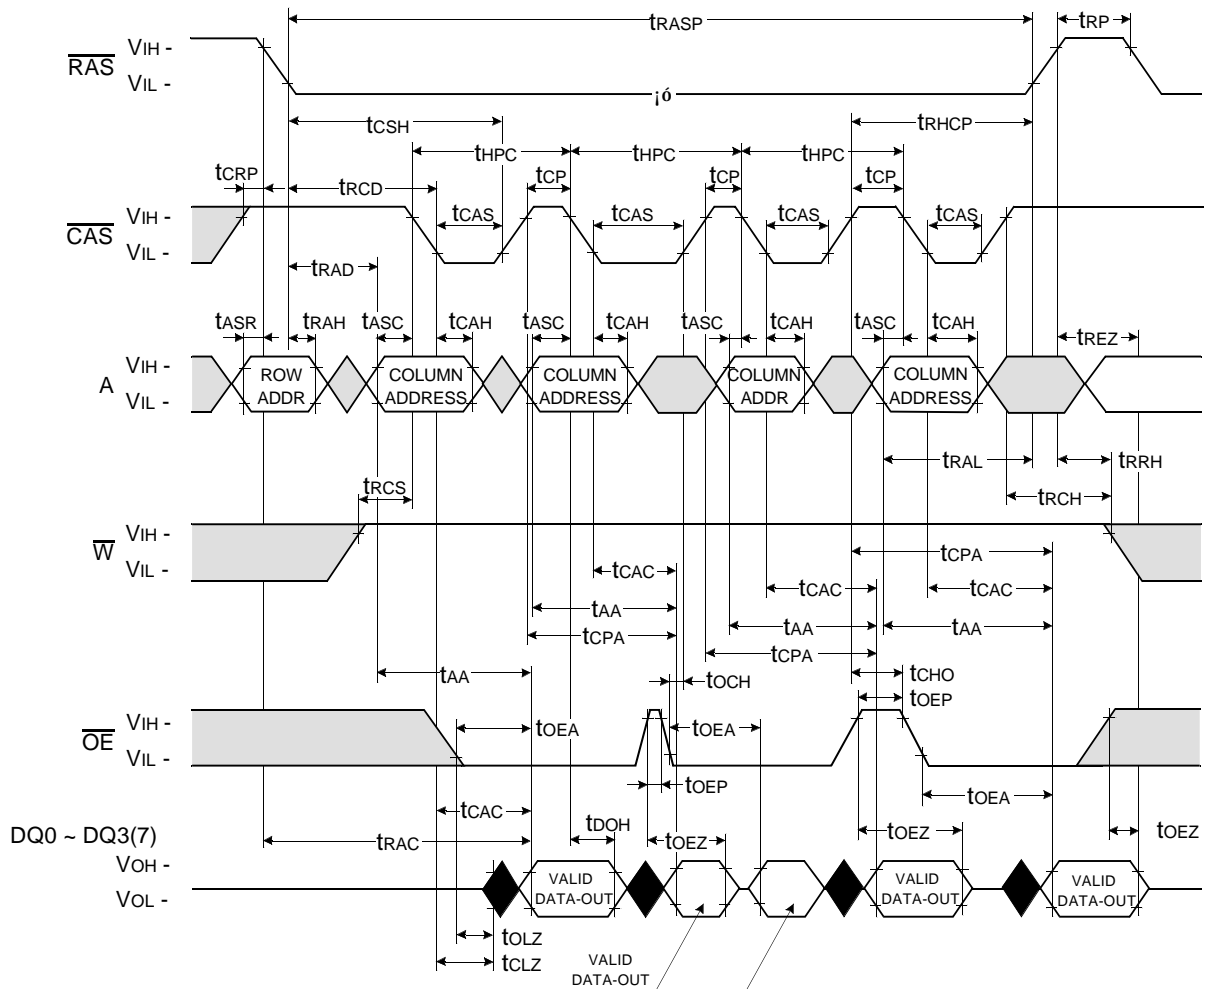 tRASP tRP
RAS VIH -
VIL -
¡ó
tCSH tRHCP
tHPC tHPC tHPC
tCRP tRCD tCP tCP tCP
CAS VIH -
VIL -
tCAS tCAS tCAS tCAS
tRAD
tASR tRAH tASC tCAH tASC tCAH tASC tCAH tASC tCAH tREZ
A VIH -
VIL -
ROW
ADDR
COLUMN
ADDRESS
COLUMN
ADDRESS
COLUMN
ADDR
COLUMN
ADDRESS
tRAL tRRH
tRCS tRCH
W VIH -
VIL -
tCPA
tCAC tCAC tCAC
tAA tAA tAA
tCPA tCPA
tAA tOCH tCHO
tOEP
OE VIH -
VIL -
tOEA tOEA
tOEP tOEA
tCAC tDOH tOEZ tOEZ tOEZ
DQ0 ~ DQ3(7)
tRAC
VOH -
VOL -
VALID
DATA-OUT
VALID
DATA-OUT
VALID
DATA-OUT
tOLZ
tCLZ
VALID
DATA-OUT